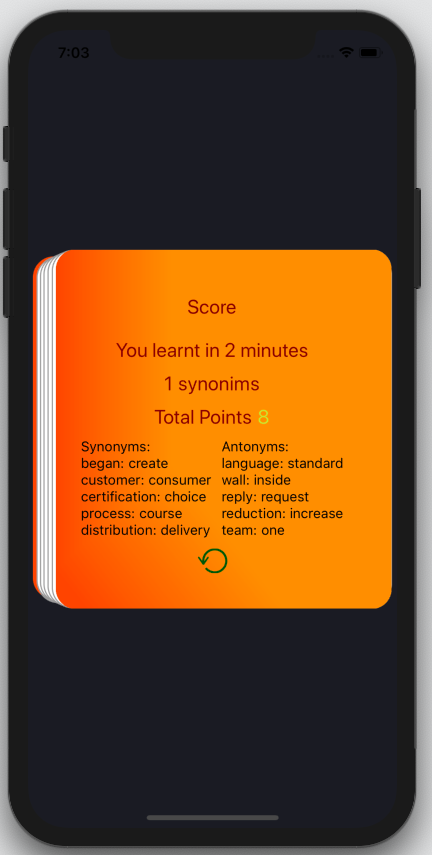 7:03
Score
You learnt in 2 minutes
1 synonims
Total Points 8
Synonyms:
began: create
customer: consumer
certification: choice
process: course
distribution: delivery
Antonyms:
language: standard
wall: inside
reply: request
reduction: increase
team: one